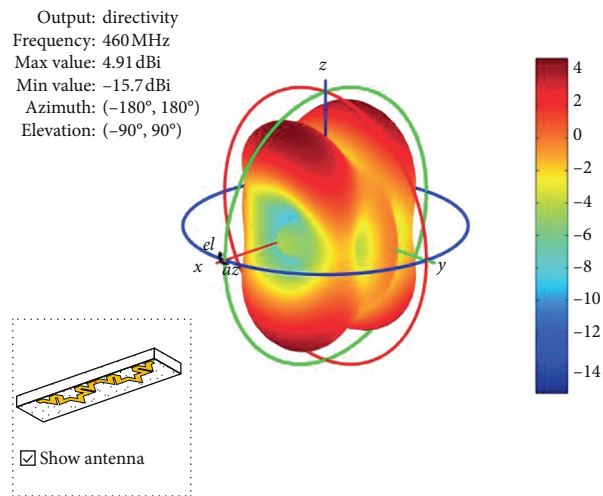 Output: directivity
Frequency: 460 MHz
Max value: 4.91 dBi
Min value: –15.7 dBi
Azimuth: (–180°, 180°)
Elevation: (–90°, 90°)
z
el
x
az
y
4
2
0
−2
−4
−6
−8
−10
−12
−14
Show antenna